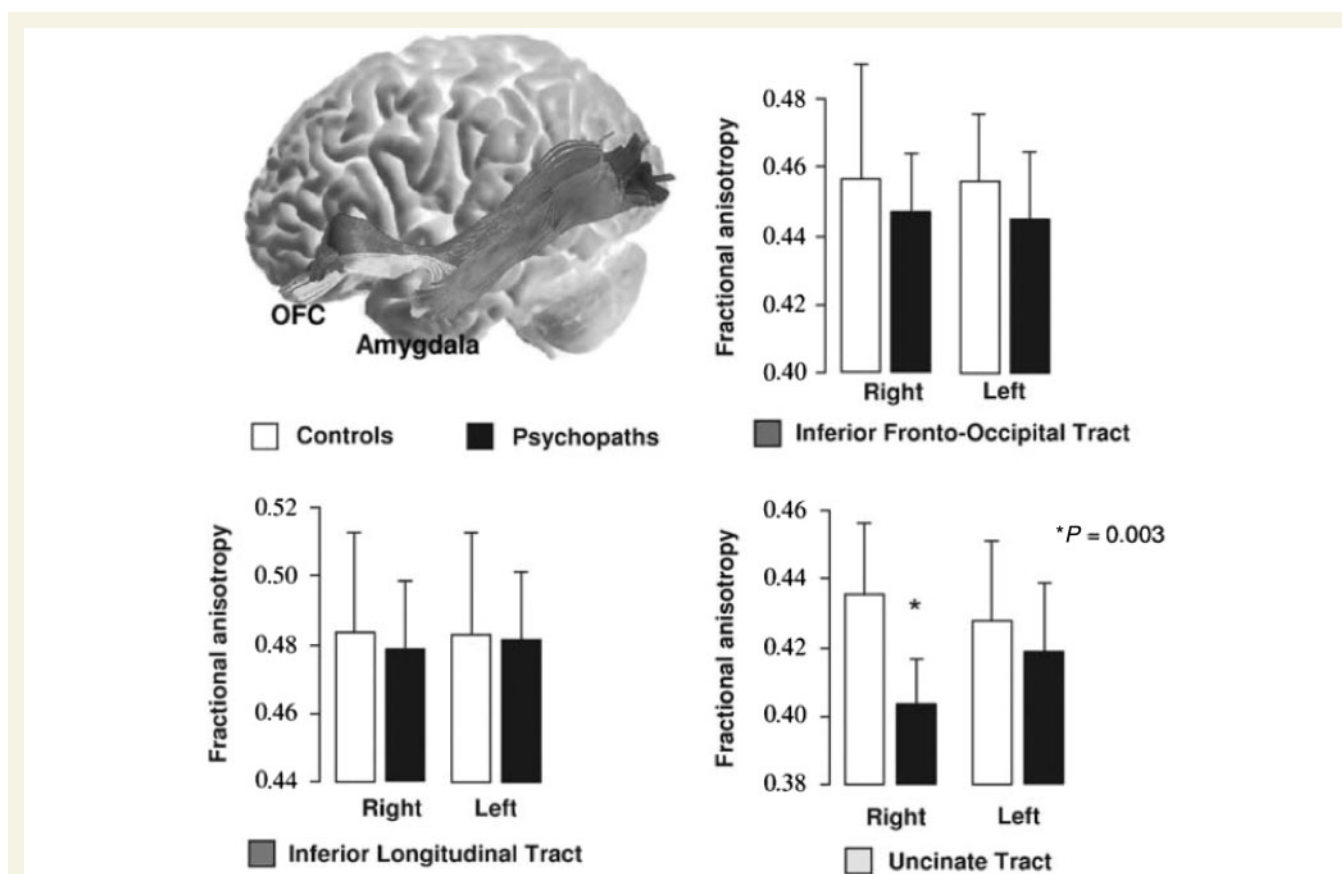 OFC
Amygdala
Controls
Psychopaths
Fractional anisotropy
0.48
0.46
0.44
0.42
0.40
Right
Left
Inferior Fronto-Occipital Tract
Fractional anisotropy
0.52
0.50
0.48
0.46
0.44
Right
Left
Inferior Longitudinal Tract
Fractional anisotropy
0.46
0.44
0.42
0.40
0.38
*
*P = 0.003
Right
Left
Uncinate Tract